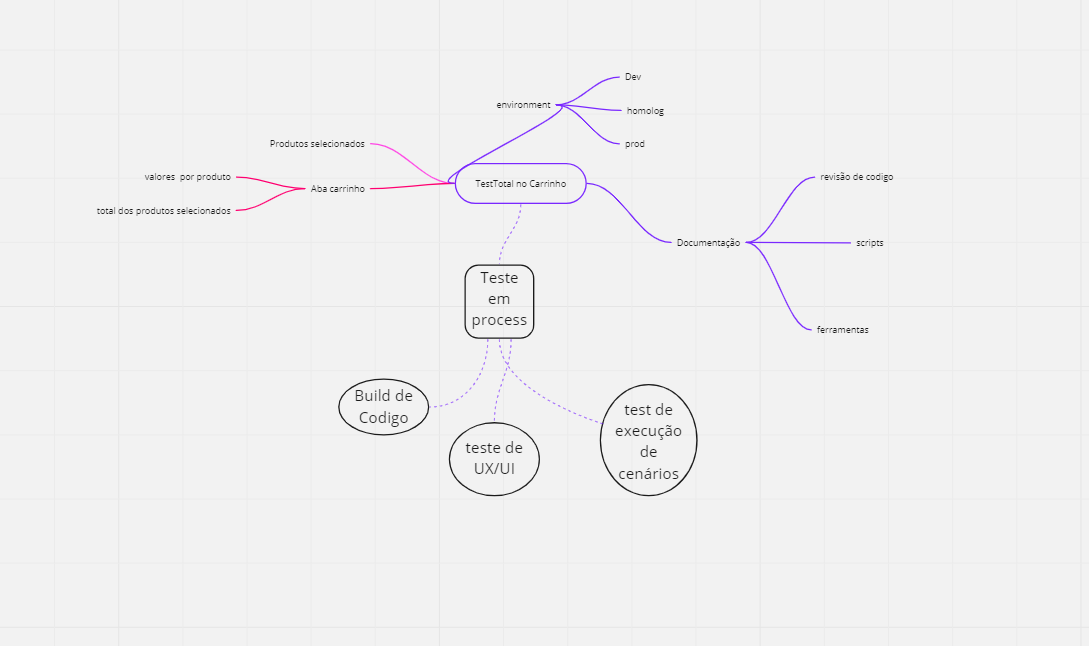 Dev
environment
homolog
prod
Produtos selecionados
valores por produto
Aba carrinho
total dos produtos selecionados
TestTotal no Carrinho
revisão de codigo
Documentação
scripts
ferramentas
Teste
em
process
Build de
Codigo
teste de
UX/UI
test de
execução
de
cenários